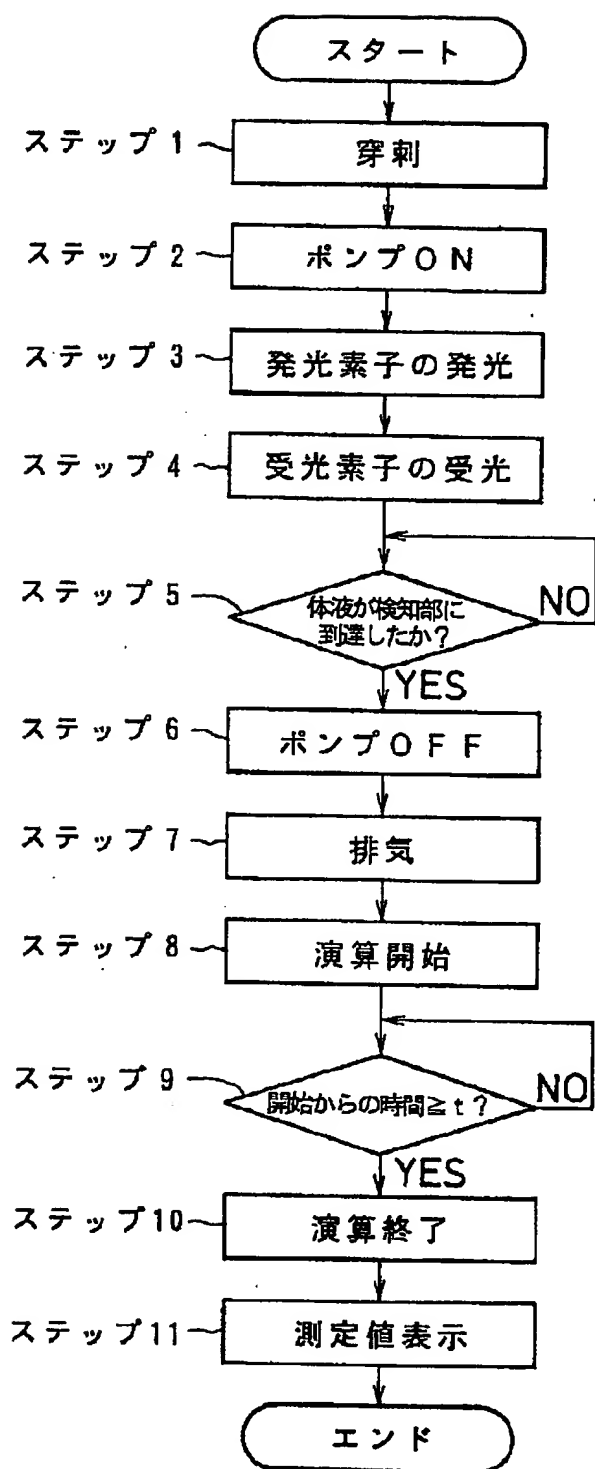 スタート
ステップ1
穿刺
ステップ2
ポンプON
ステップ3
発光素子の発光
ステップ4
受光素子の受光
ステップ5
体液が検知部に
到達したか?
NO
YES
ステップ6
ポンプOFF
ステップ7
排気
ステップ8
演算開始
ステップ9
開始からの時間≧t?
NO
YES
ステップ10
演算終了
ステップ11
測定値表示
エンド